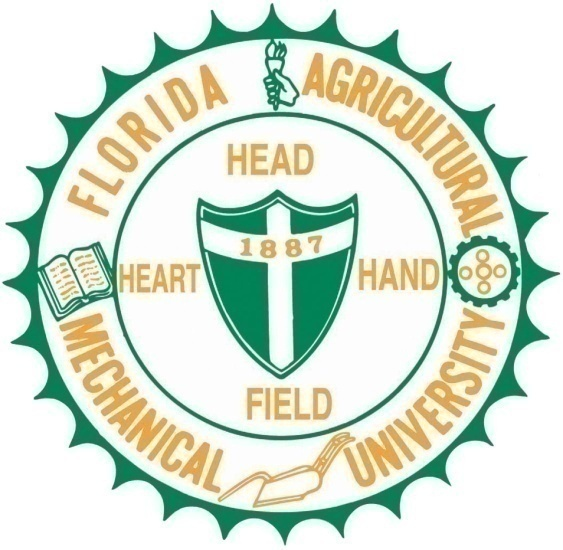 FLORIDA
AGRICULTURAL
MECHANICAL
UNIVERSITY
HEAD
1887
HEART
HAND
FIELD